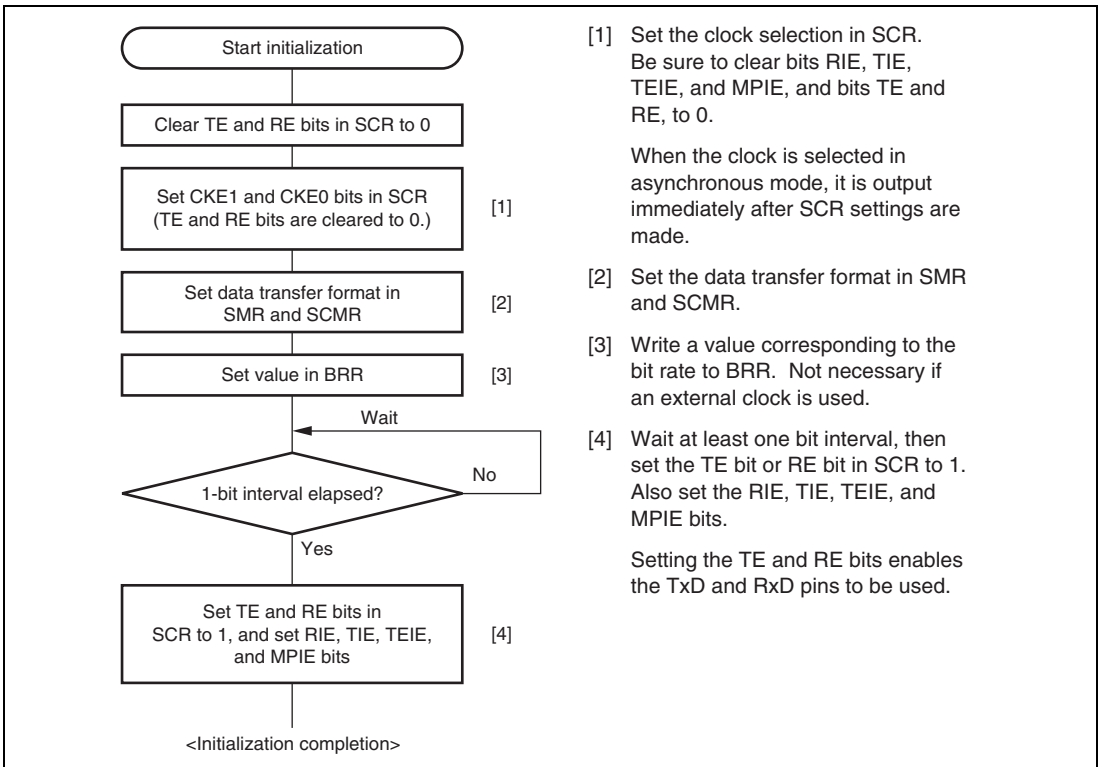 Start initialization
Clear TE and RE bits in SCR to 0
Set CKE1 and CKE0 bits in SCR
(TE and RE bits are cleared to 0.)
[1]
Set data transfer format in
SMR and SCMR
[2]
Set value in BRR
[3]
Wait
1-bit interval elapsed?
No
Yes
Set TE and RE bits in
SCR to 1, and set RIE, TIE, TEIE,
and MPIE bits
[4]
<Initialization completion>
[1] Set the clock selection in SCR.
Be sure to clear bits RIE, TIE,
TEIE, and MPIE, and bits TE and
RE, to 0.
When the clock is selected in
asynchronous mode, it is output
immediately after SCR settings are
made.
[2] Set the data transfer format in SMR
and SCMR.
[3] Write a value corresponding to the
bit rate to BRR. Not necessary if
an external clock is used.
[4] Wait at least one bit interval, then
set the TE bit or RE bit in SCR to 1.
Also set the RIE, TIE, TEIE, and
MPIE bits.
Setting the TE and RE bits enables
the TxD and RxD pins to be used.